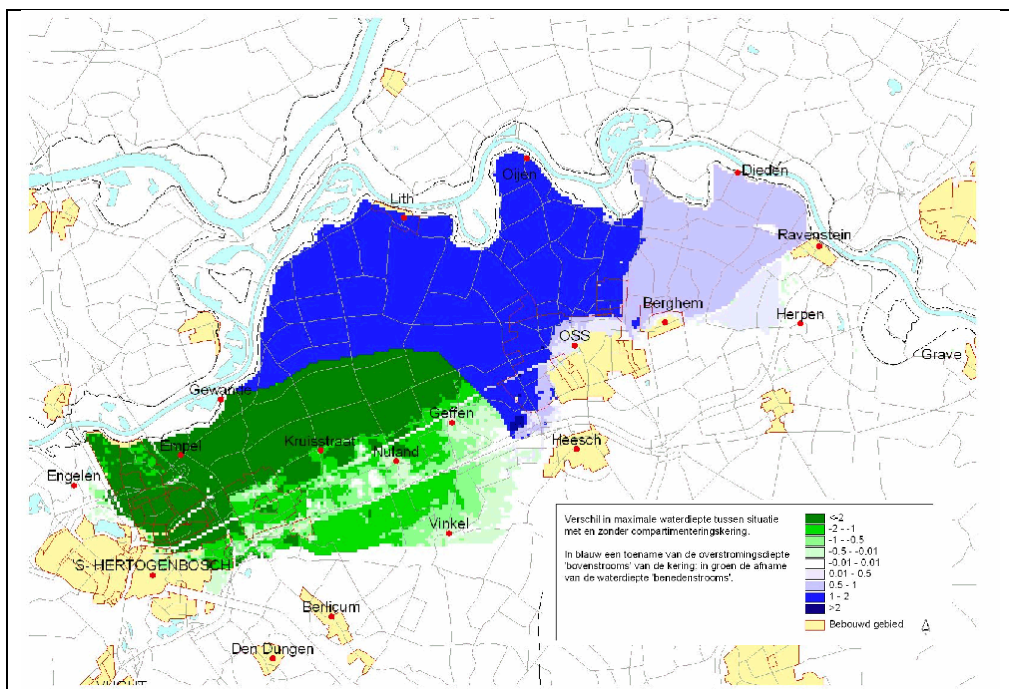 Oijen
Dieden
Lith
Ravenstein
Berghem
Herpen
OSS
Grave
Gewande
Geffen
Kruisstraat
Empel
Nuland
Heesch
Engelen
Vinkel
'S- HERTOGENBOSCH
Berlicum
Den Dungen
VUGHT
Verschil in maximale waterdiepte tussen situatie
met en zonder compartimenteringskering.
In blauw een toename van de overstromingsdiepte
'bovenstrooms' van de kering: in groen de afname
van de waterdiepte 'benedenstrooms'.
<-2
-2 - -1
-1 - -0.5
-0.5 - -0.01
-0.01 - 0.01
0.01 - 0.5
0.5 - 1
1 - 2
>2
Bebouwd gebied